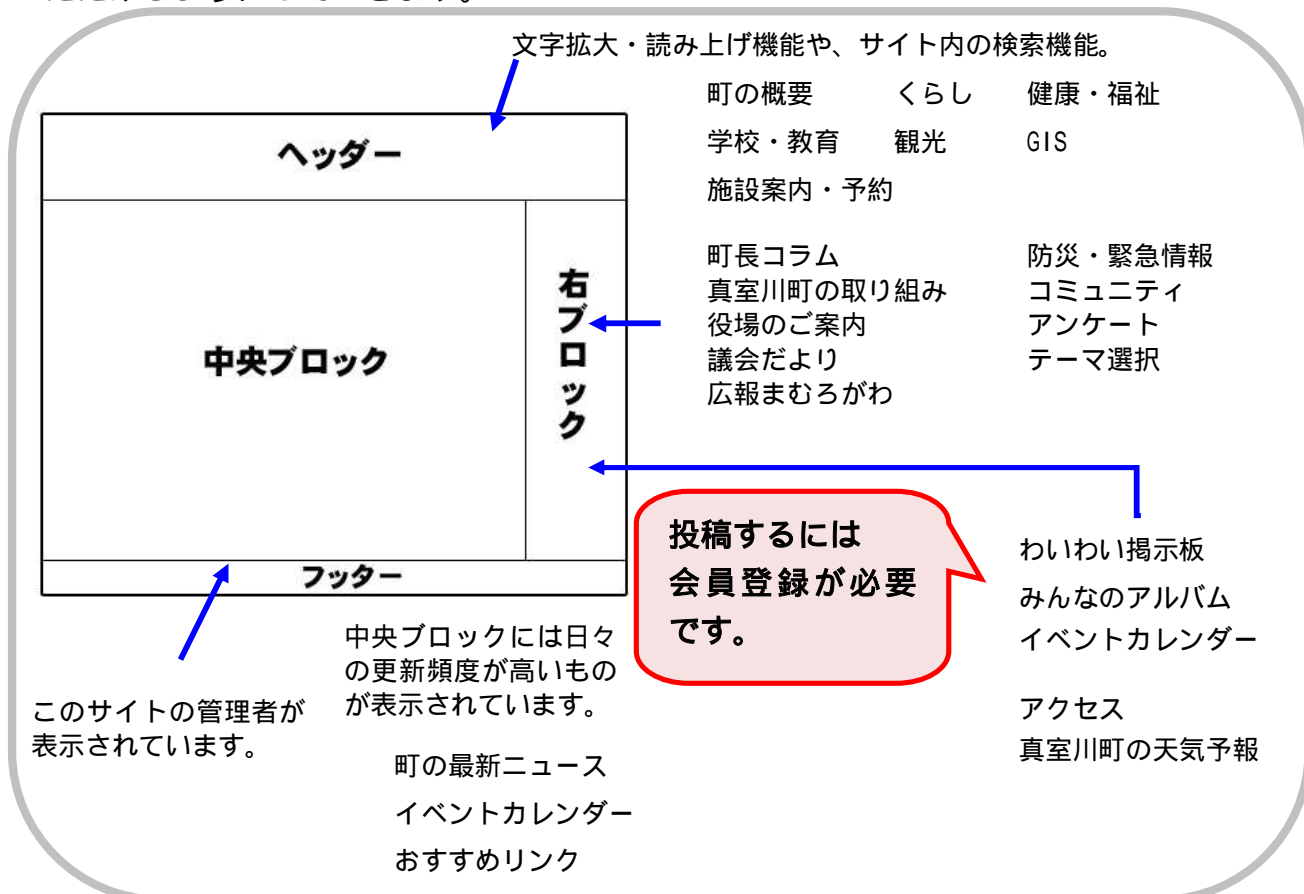 文字拡大・読み上げ機能や、サイト内の検索機能。
町の概要 くらし 健康・福祉
学校・教育 観光 GIS
施設案内・予約
ヘッダー
中央ブロック
右ブロック
フッター
町長コラム 防災・緊急情報
真室川町の取り組み コミュニティ
役場のご案内 アンケート
議会だより テーマ選択
広報まむろがわ
投稿するには
会員登録が必要
です。
わいわい掲示板
みんなのアルバム
イベントカレンダー
アクセス
真室川町の天気予報
このサイトの管理者が
表示されています。
中央ブロックには日々
の更新頻度が高いもの
が表示されています。
町の最新ニュース
イベントカレンダー
おすすめリンク